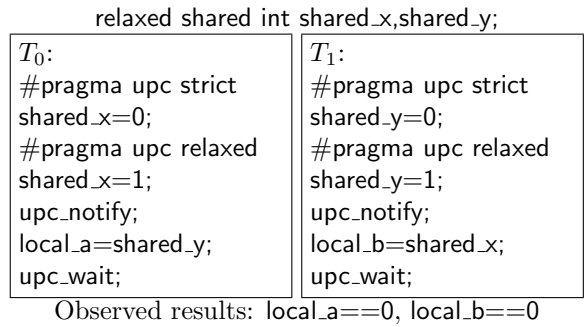 relaxed shared int shared_x,shared_y;
T0:
#pragma upc strict
shared_x=0;
#pragma upc relaxed
shared_x=1;
upc_notify;
local_a=shared_y;
upc_wait;
T1:
#pragma upc strict
shared_y=0;
#pragma upc relaxed
shared_y=1;
upc_notify;
local_b=shared_x;
upc_wait;
Observed results: local_a==0, local_b==0